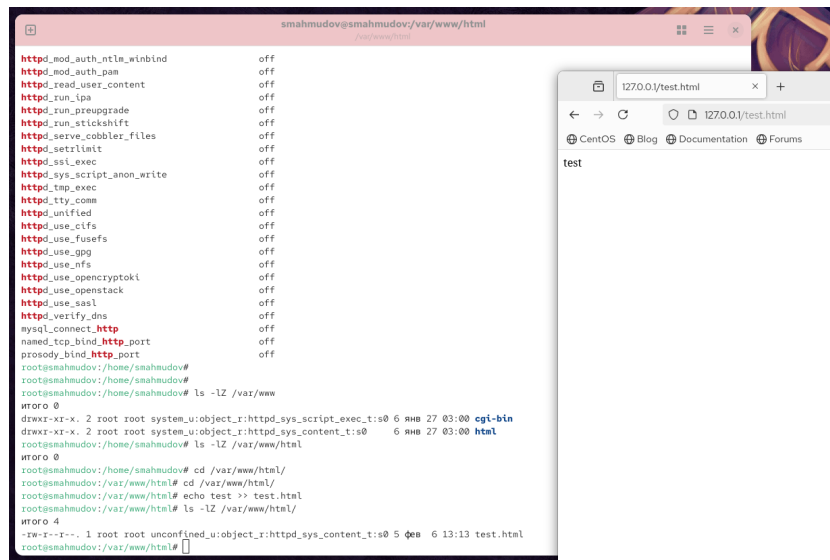 smahmudov@smahmudov:/var/www/html
/var/www/html
httpd_mod_auth_ntlm_winbind off
httpd_mod_auth_pam off
httpd_read_user_content off
httpd_run_ipa off
httpd_run_preupgrade off
httpd_run_stickshift off
httpd_serve_cobbler_files off
httpd_setrlimit off
httpd_ssi_exec off
httpd_sys_script_anon_write off
httpd_tmp_exec off
httpd_tty_comm off
httpd_unified off
httpd_use_cifs off
httpd_use_fusefs off
httpd_use_gpg off
httpd_use_nfs off
httpd_use_opencryptoki off
httpd_use_openstack off
httpd_use_sasl off
httpd_verify_dns off
mysql_connect_http off
named_tcp_bind_http_port off
prosody_bind_http_port off
root@smahmudov:/home/smahmudov#
root@smahmudov:/home/smahmudov#
root@smahmudov:/home/smahmudov# ls -lZ /var/www
итого 0
drwxr-xr-x. 2 root root system_u:object_r:httpd_sys_script_exec_t:s0 6 янв 27 03:00 cgi-bin
drwxr-xr-x. 2 root root system_u:object_r:httpd_sys_content_t:s0 6 янв 27 03:00 html
root@smahmudov:/home/smahmudov# ls -lZ /var/www/html
итого 0
root@smahmudov:/home/smahmudov# cd /var/www/html/
root@smahmudov:/var/www/html# cd /var/www/html/
root@smahmudov:/var/www/html# echo test >> test.html
root@smahmudov:/var/www/html# ls -lZ /var/www/html/
итого 4
-rw-r--r--. 1 root root unconfined_u:object_r:httpd_sys_content_t:s0 5 фев 6 13:13 test.html
root@smahmudov:/var/www/html#
127.0.0.1/test.html
127.0.0.1/test.html
CentOS Blog Documentation Forums
test